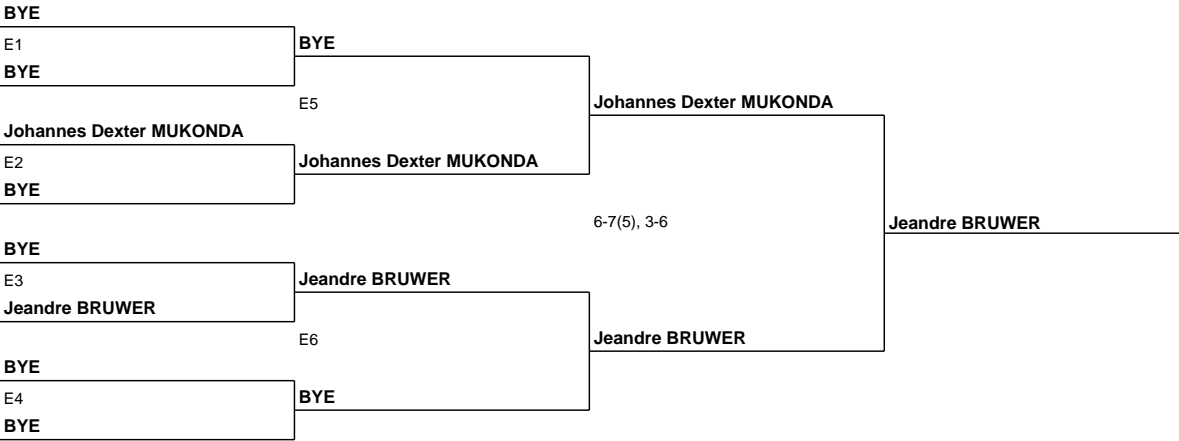 BYE
E1
BYE
BYE
E5
Johannes Dexter MUKONDA
Johannes Dexter MUKONDA
E2
Johannes Dexter MUKONDA
BYE
6-7(5), 3-6
Jeandre BRUWER
BYE
E3
Jeandre BRUWER
Jeandre BRUWER
E6
Jeandre BRUWER
BYE
E4
BYE
BYE